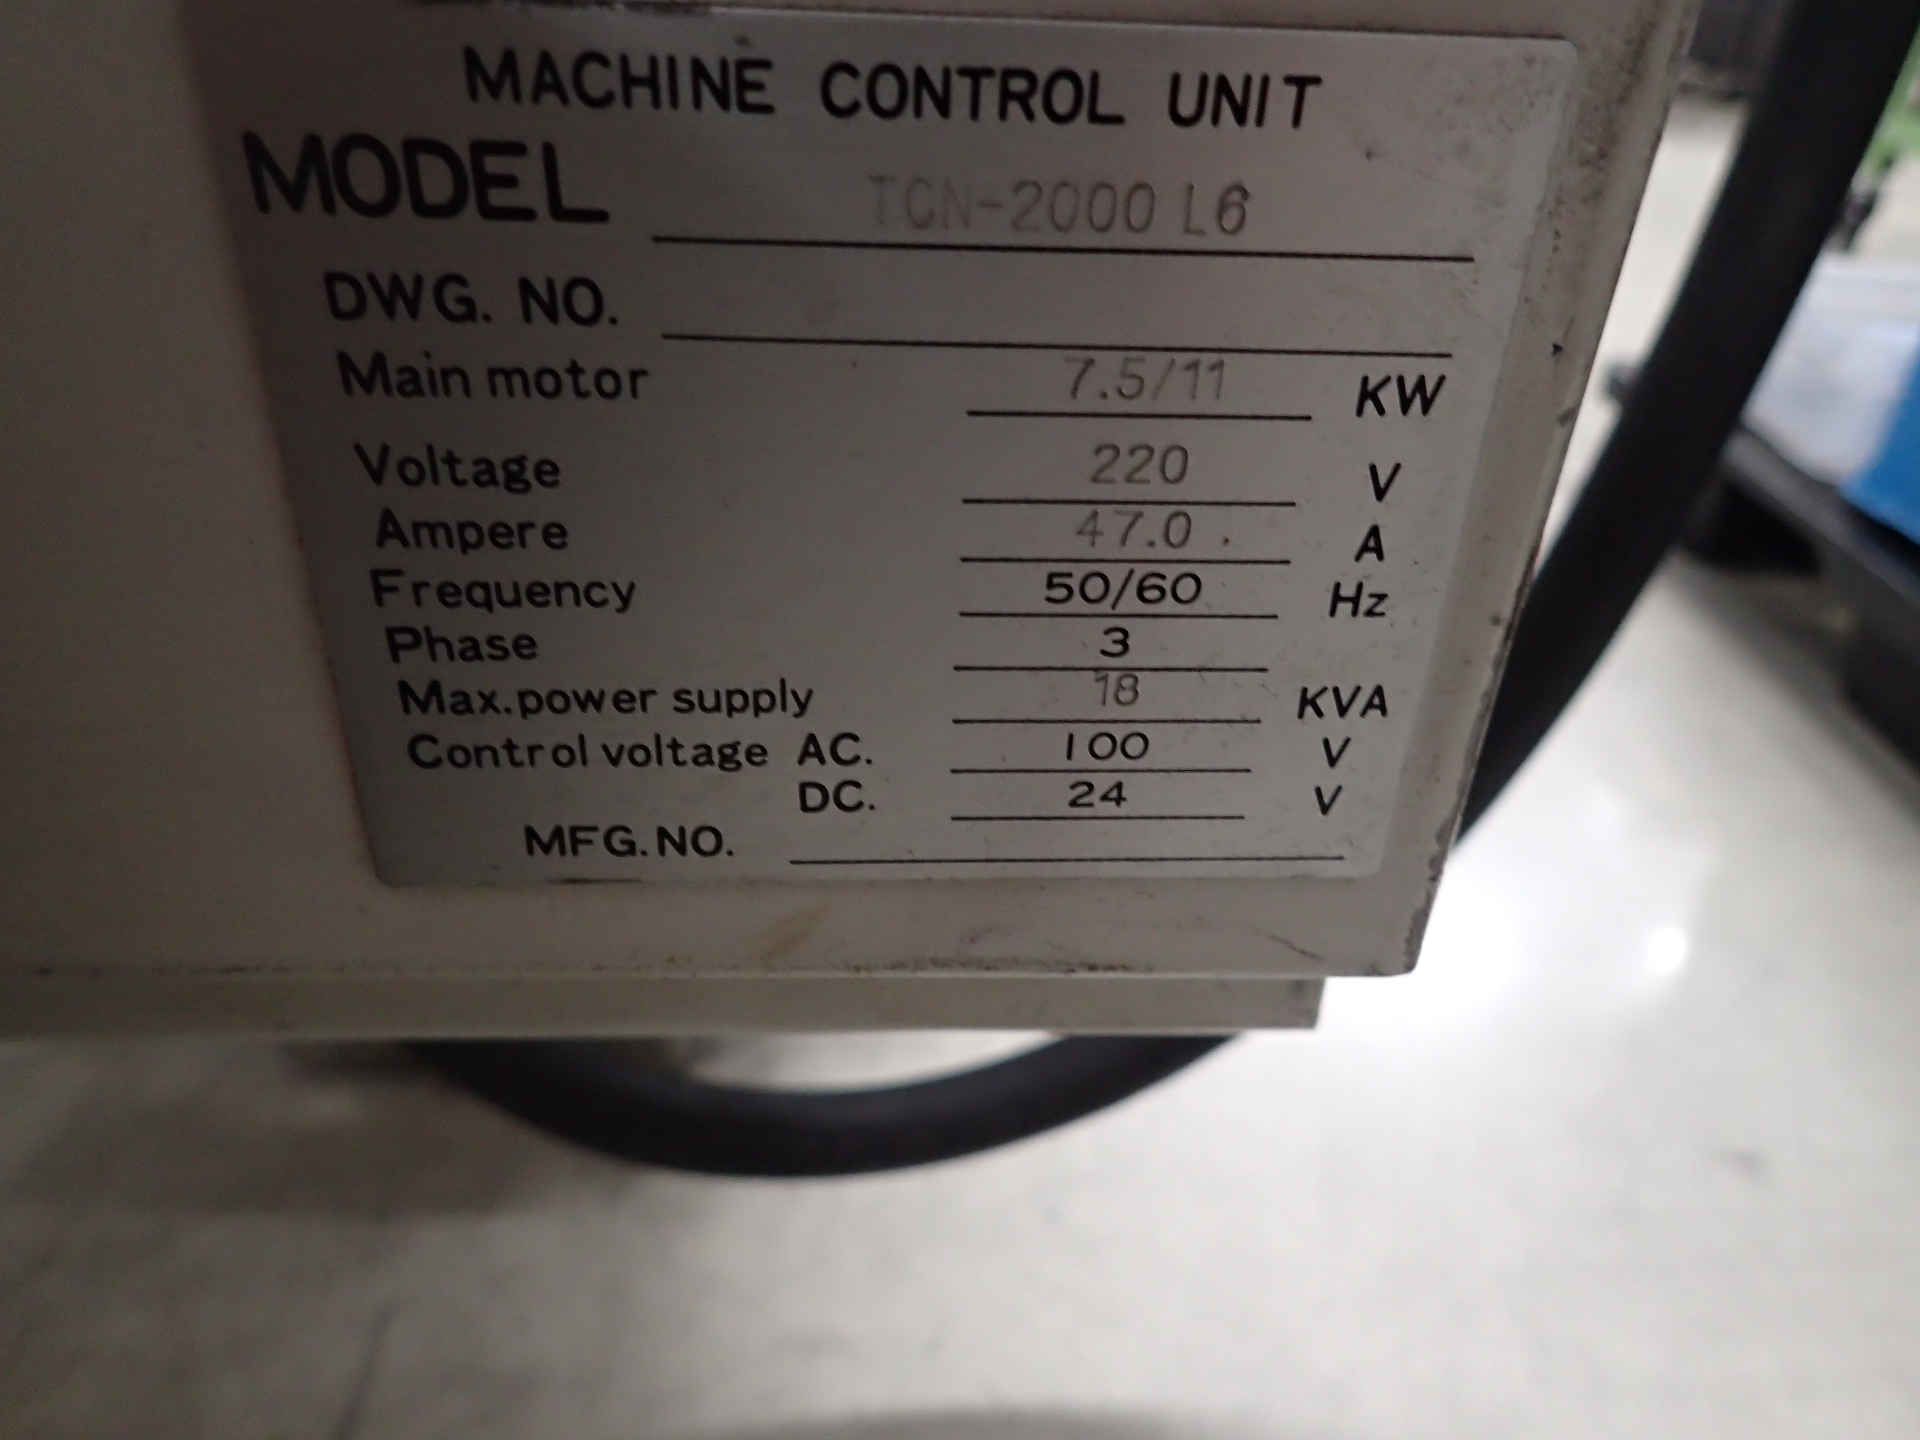 MACHINE CONTROL UNIT
MODEL TCN-2000 L6
DWG. NO.
Main motor 7.5/11 KW
Voltage 220 V
Ampere 47.0 A
Frequency 50/60 Hz
Phase 3
Max. power supply 18 KVA
Control voltage AC. 100 V
DC. 24 V
MFG. NO.